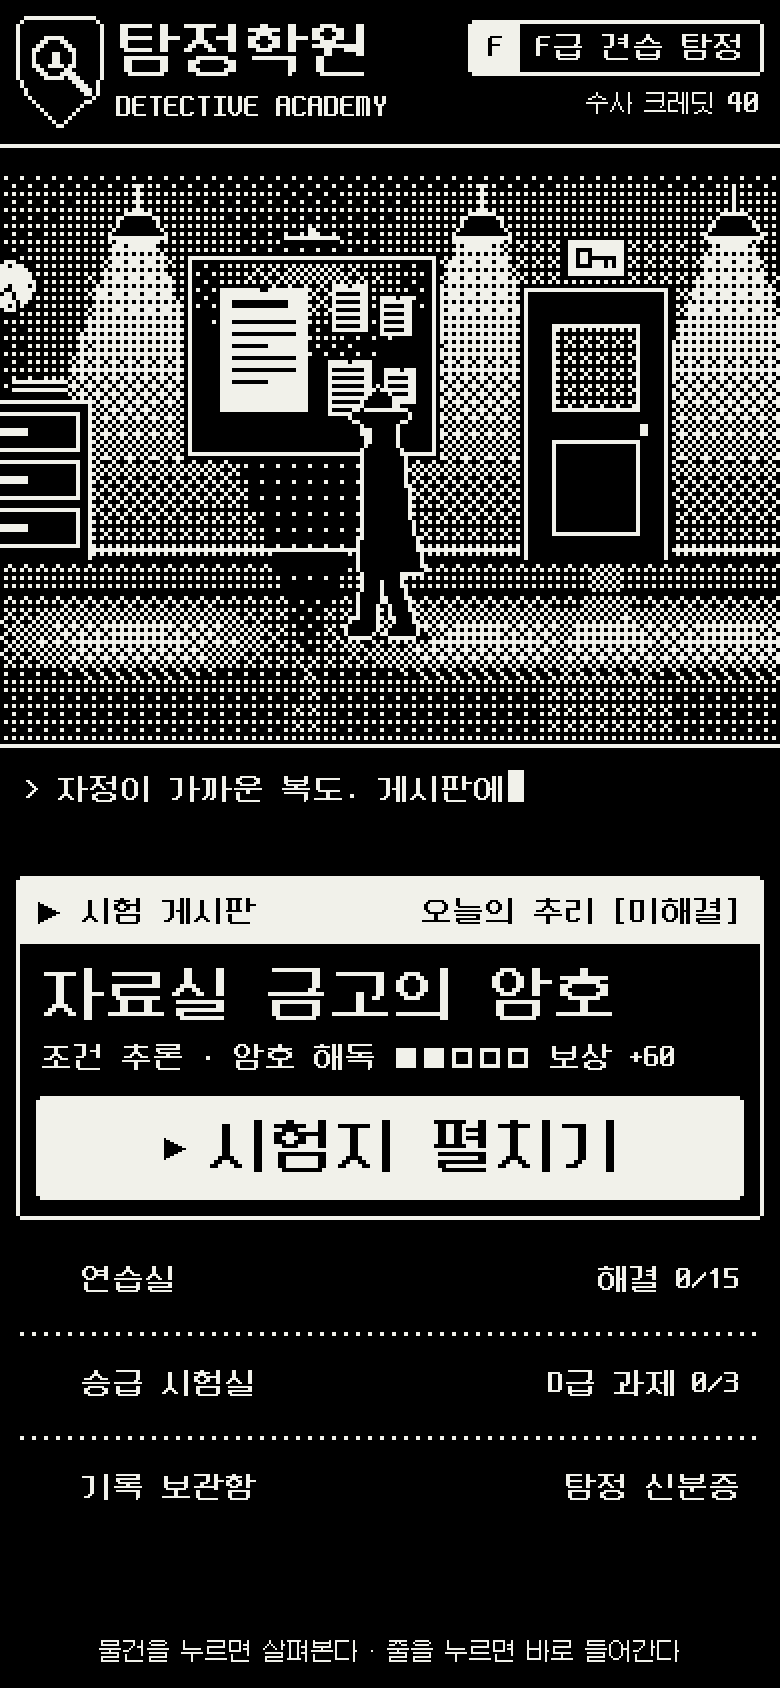 탐정학원
DETECTIVE ACADEMY
F F급 견습 탐정
수사 크레딧 40
> 자정이 가까운 복도. 게시판에
▶ 시험 게시판 오늘의 추리 [미해결]
자료실 금고의 암호
조건 추론 · 암호 해독 ■■□□□ 보상 +60
▶ 시험지 펼치기
연습실 해결 0/15
승급 시험실 D급 과제 0/3
기록 보관함 탐정 신분증
물건을 누르면 살펴본다 · 줄을 누르면 바로 들어간다